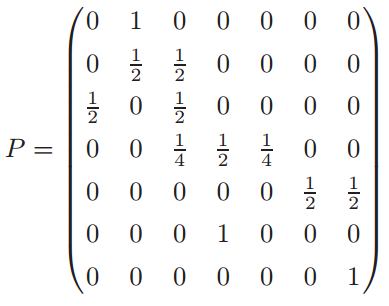 0 1 0 0 0 0 0
0 1/2 1/2 0 0 0 0
1/2 0 1/2 0 0 0 0
P = 0 0 1/4 1/2 1/4 0 0
0 0 0 0 0 1/2 1/2
0 0 0 1 0 0 0
0 0 0 0 0 0 1